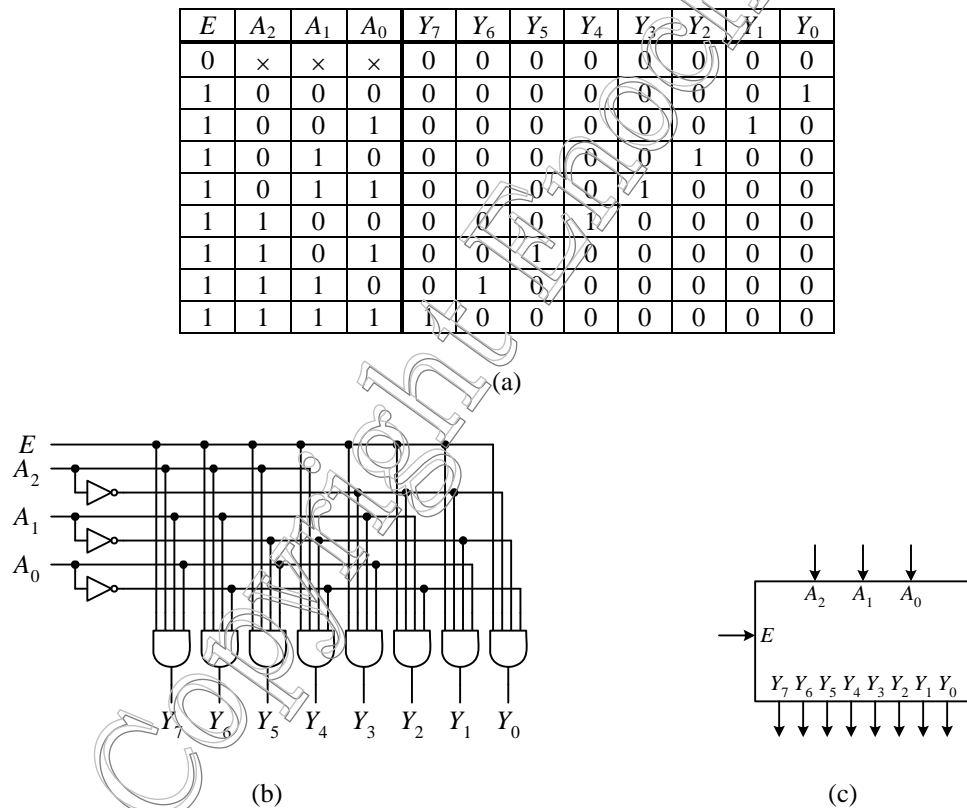 E A2 A1 A0 Y7 Y6 Y5 Y4 Y3 Y2 Y1 Y0
0 × × × 0 0 0 0 0 0 0 0
1 0 0 0 0 0 0 0 0 0 0 1
1 0 0 1 0 0 0 0 0 0 1 0
1 0 1 0 0 0 0 0 0 1 0 0
1 0 1 1 0 0 0 0 1 0 0 0
1 1 0 0 0 0 0 1 0 0 0 0
1 1 0 1 0 0 1 0 0 0 0 0
1 1 1 0 0 1 0 0 0 0 0 0
1 1 1 1 1 0 0 0 0 0 0 0
(a)
E
A2
A1
A0
Y7 Y6 Y5 Y4 Y3 Y2 Y1 Y0
(b)
A2 A1 A0
E
Y7 Y6 Y5 Y4 Y3 Y2 Y1 Y0
(c)
Copyright Enoch